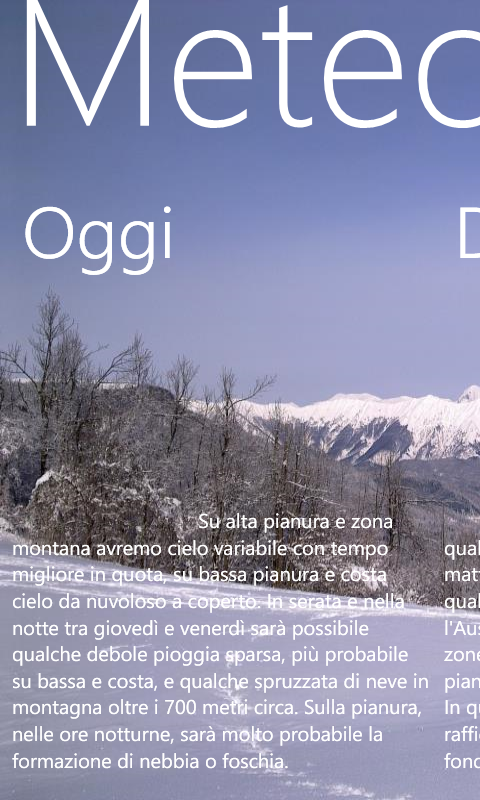 Meteo
Oggi
D
Su alta pianura e zona
montana avremo cielo variabile con tempo
migliore in quota, su bassa pianura e costa
cielo da nuvoloso a coperto. In serata e nella
notte tra giovedì e venerdì sarà possibile
qualche debole pioggia sparsa, più probabile
su bassa e costa, e qualche spruzzata di neve in
montagna oltre i 700 metri circa. Sulla pianura,
nelle ore notturne, sarà molto probabile la
formazione di nebbia o foschia.
qual
matt
qual
l'Aus
zone
pian
In qu
raffic
fond